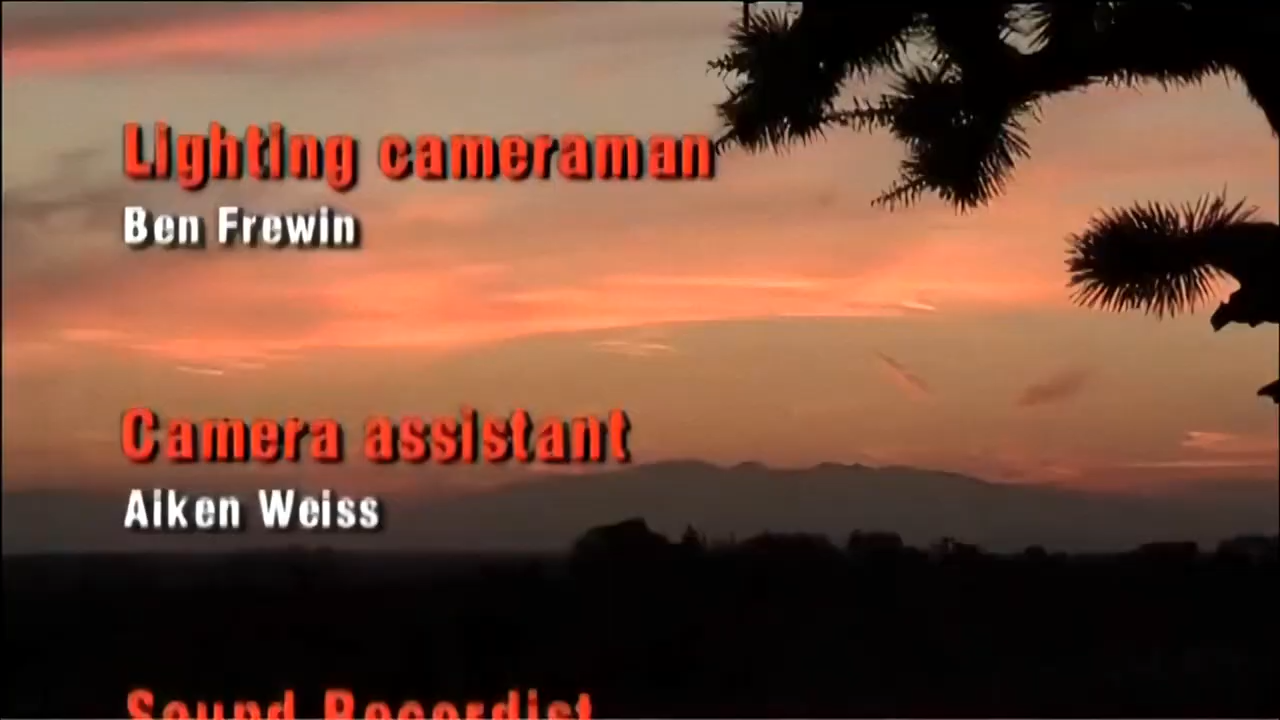 Lighting cameraman
Ben Frewin
Camera assistant
Aiken Weiss
Sound Recordist